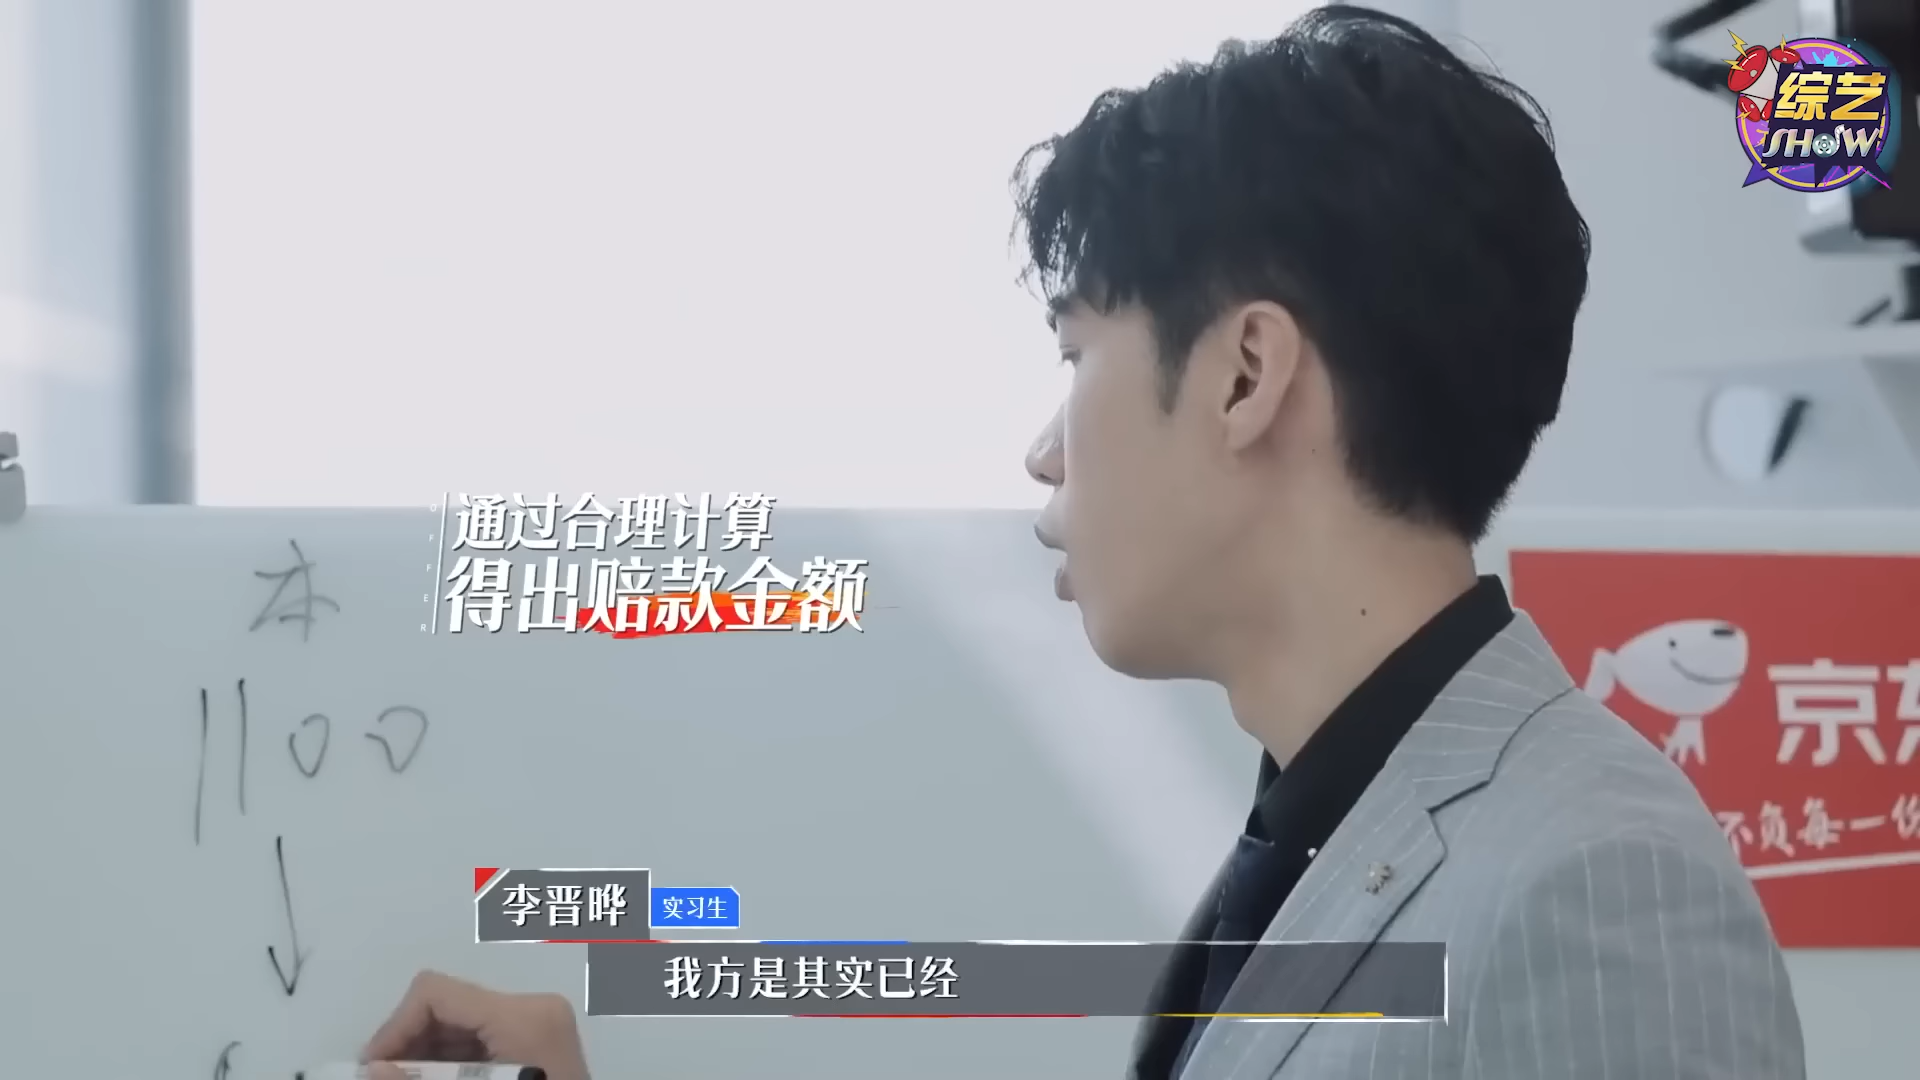 综艺
SHOW
OFFER
通过合理计算
得出赔款金额
本
1100
京东
不负每一份
李晋晔
实习生
我方是其实已经